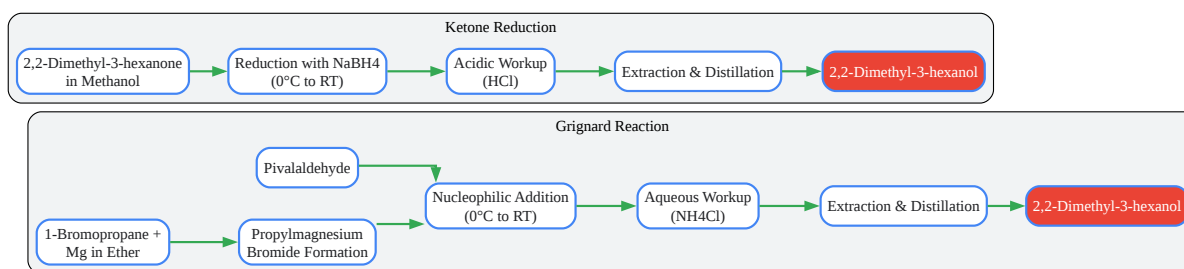 Ketone Reduction
2,2-Dimethyl-3-hexanone
in Methanol
Reduction with NaBH4
(0°C to RT)
Acidic Workup
(HCl)
Extraction & Distillation
2,2-Dimethyl-3-hexanol
Grignard Reaction
Pivalaldehyde
1-Bromopropane +
Mg in Ether
Propylmagnesium
Bromide Formation
Nucleophilic Addition
(0°C to RT)
Aqueous Workup
(NH4Cl)
Extraction & Distillation
2,2-Dimethyl-3-hexanol